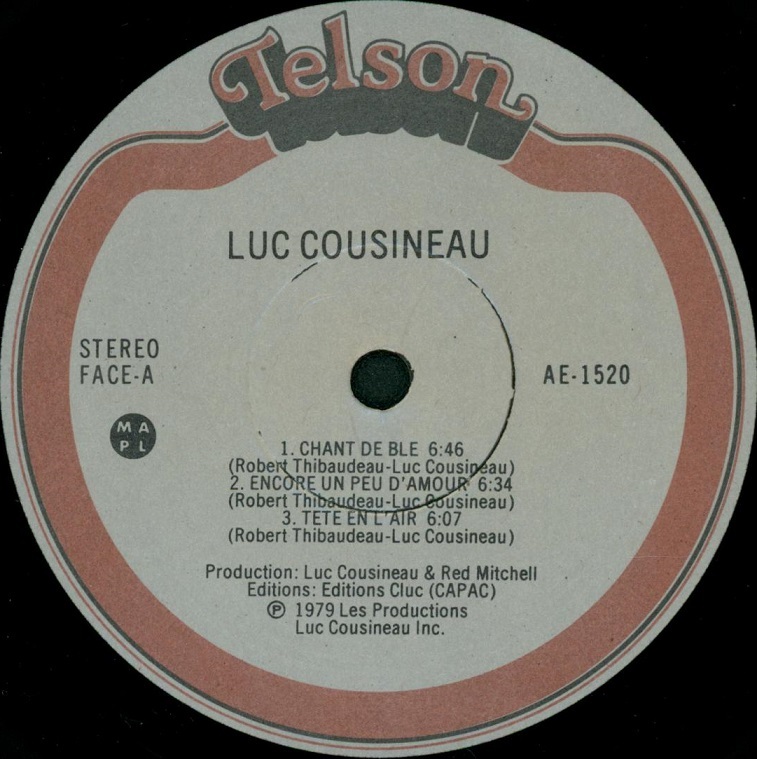 Telson
LUC COUSINEAU
STEREO
FACE-A
AE-1520
M A
P L
1. CHANT DE BLE 6:46
(Robert Thibaudeau-Luc Cousineau)
2. ENCORE UN PEU D'AMOUR 6:34
(Robert Thibaudeau-Luc Cousineau)
3. TETE EN L'AIR 6:07
(Robert Thibaudeau-Luc Cousineau)
Production: Luc Cousineau & Red Mitchell
Editions: Editions Cluc (CAPAC)
℗ 1979 Les Productions
Luc Cousineau Inc.